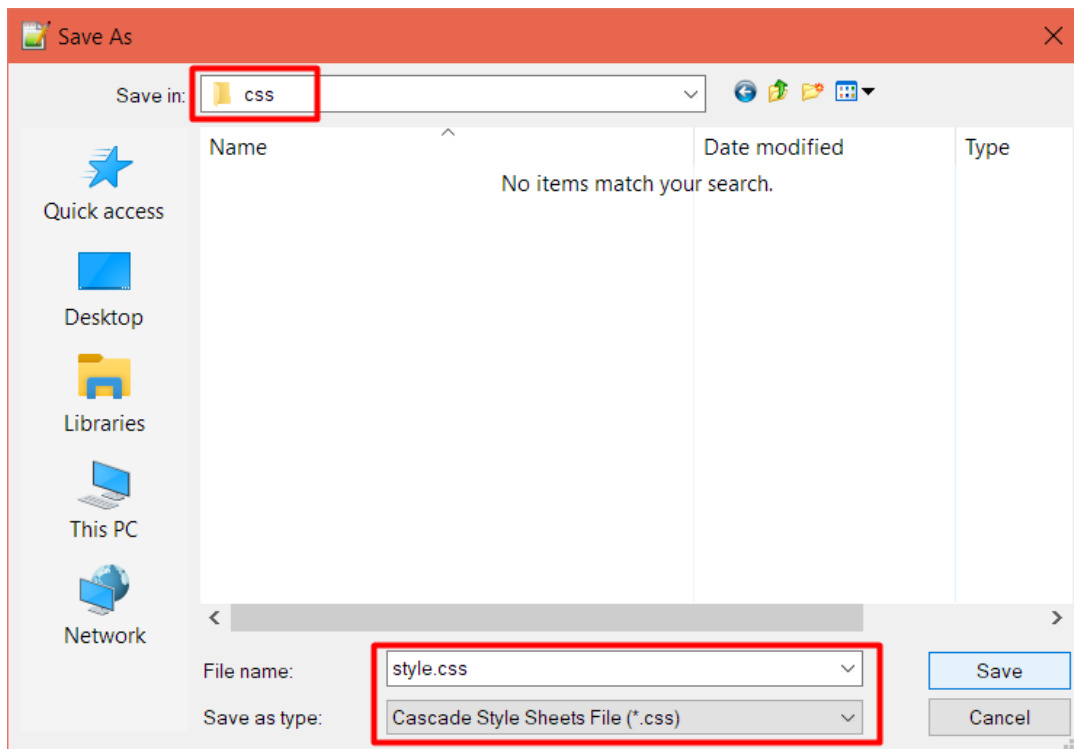 Save As
Save in:
css
Name
Date modified
Type
No items match your search.
Quick access
Desktop
Libraries
This PC
Network
File name:
style.css
Save
Save as type:
Cascade Style Sheets File (*.css)
Cancel